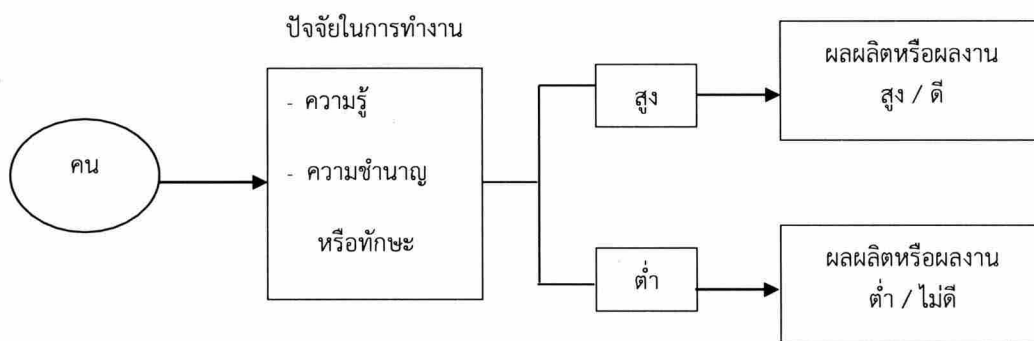 ปัจจัยในการทำงาน
คน
- ความรู้
- ความชำนาญ
หรือทักษะ
สูง
ผลผลิตหรือผลงาน
สูง / ดี
ต่ำ
ผลผลิตหรือผลงาน
ต่ำ / ไม่ดี